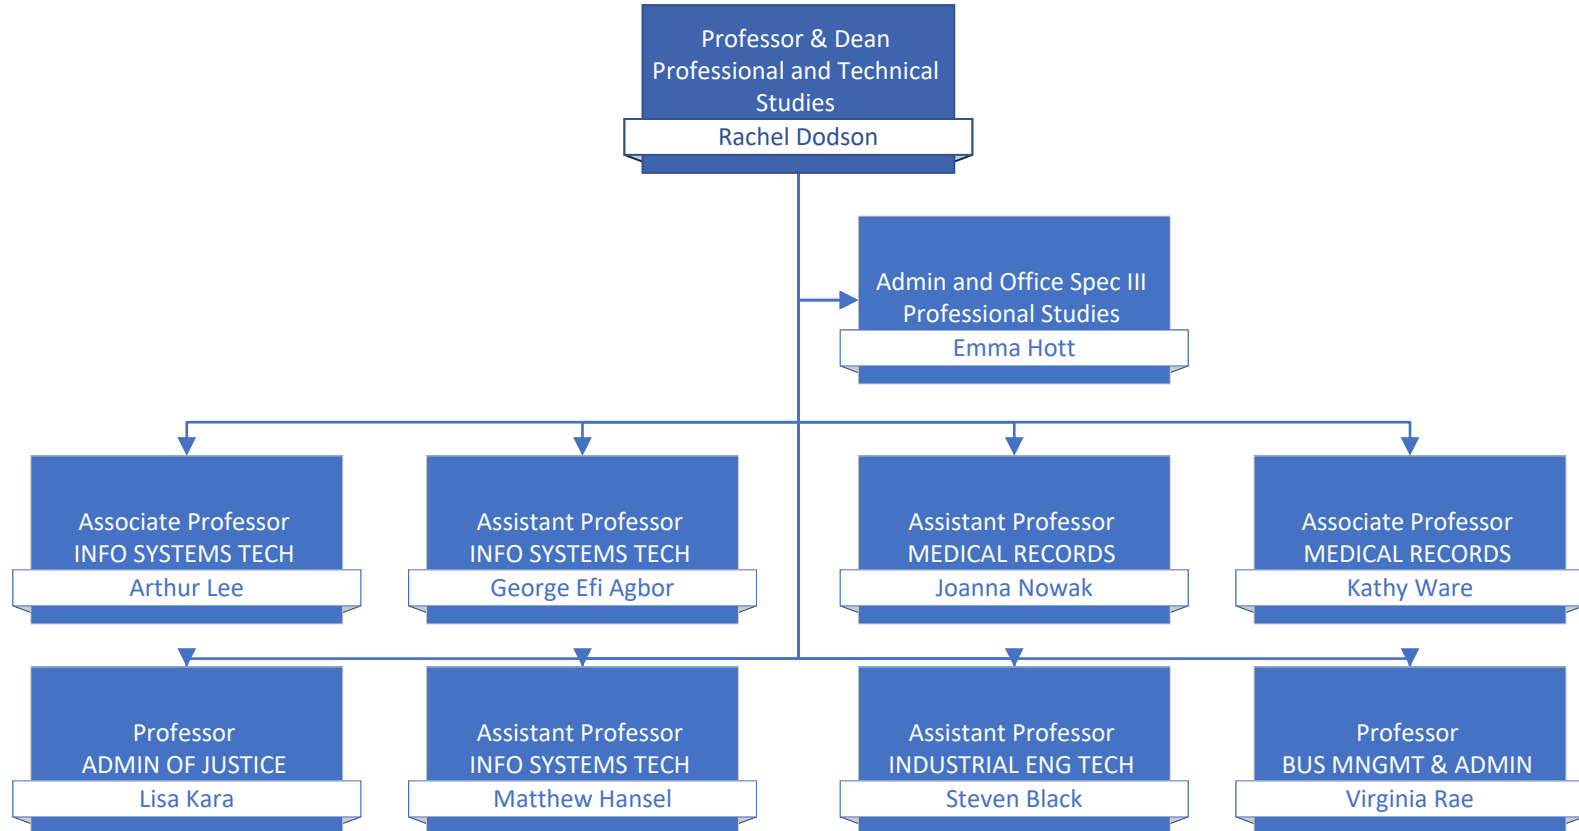 Professor & Dean
Professional and Technical
Studies
Rachel Dodson
Admin and Office Spec III
Professional Studies
Emma Hott
Associate Professor
INFO SYSTEMS TECH
Arthur Lee
Assistant Professor
INFO SYSTEMS TECH
George Efi Agbor
Assistant Professor
MEDICAL RECORDS
Joanna Nowak
Associate Professor
MEDICAL RECORDS
Kathy Ware
Professor
ADMIN OF JUSTICE
Lisa Kara
Assistant Professor
INFO SYSTEMS TECH
Matthew Hansel
Assistant Professor
INDUSTRIAL ENG TECH
Steven Black
Professor
BUS MNGMT & ADMIN
Virginia Rae